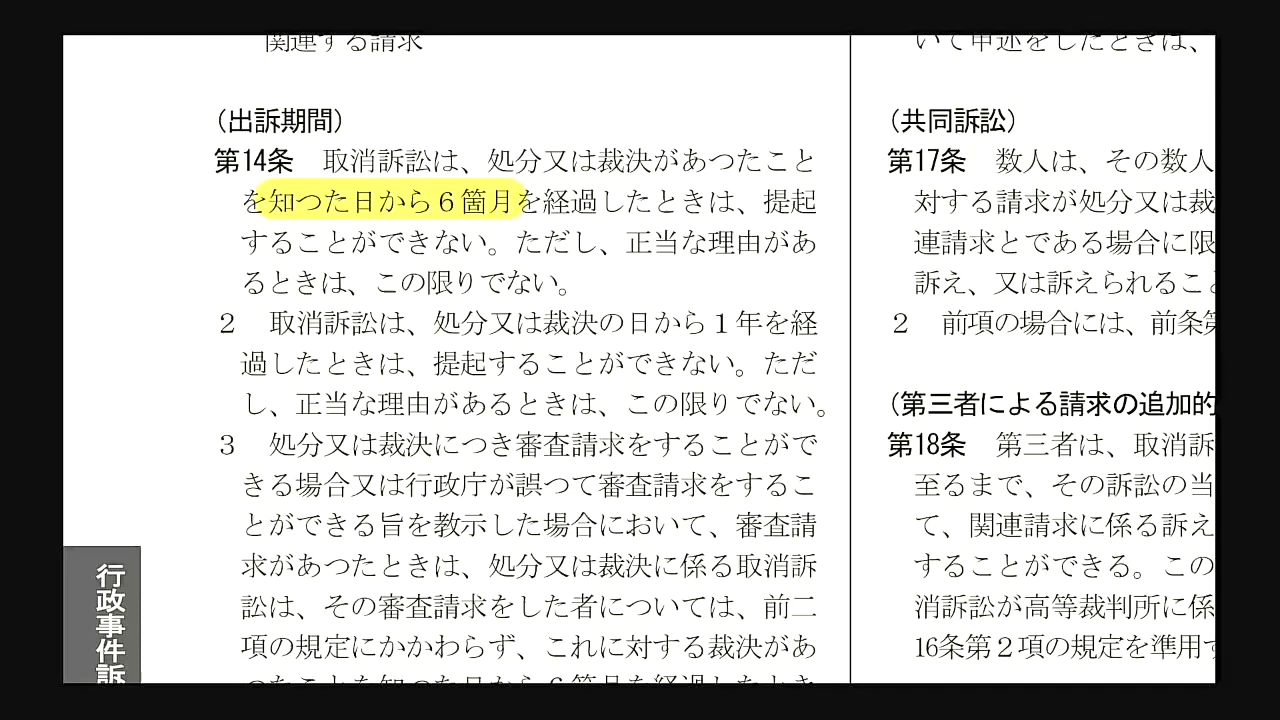 関連する請求
（出訴期間）
第14条　取消訴訟は、処分又は裁決があつたこと
を知つた日から６箇月を経過したときは、提起
することができない。ただし、正当な理由があ
るときは、この限りでない。
２　取消訴訟は、処分又は裁決の日から１年を経
過したときは、提起することができない。ただ
し、正当な理由があるときは、この限りでない。
３　処分又は裁決につき審査請求をすることがで
きる場合又は行政庁が誤つて審査請求をするこ
とができる旨を教示した場合において、審査請
求があつたときは、処分又は裁決に係る取消訴
訟は、その審査請求をした者については、前二
項の規定にかかわらず、これに対する裁決があ
つたことを知つた日から６箇月を経過したとき
いて申述をしたときは、
（共同訴訟）
第17条　数人は、その数人
対する請求が処分又は裁
連請求とである場合に限
訴え、又は訴えられるこ
２　前項の場合には、前条
（第三者による請求の追加的
第18条　第三者は、取消訴
至るまで、その訴訟の当
て、関連請求に係る訴え
することができる。この
消訴訟が高等裁判所に係
16条第２項の規定を準用
行政事件訴